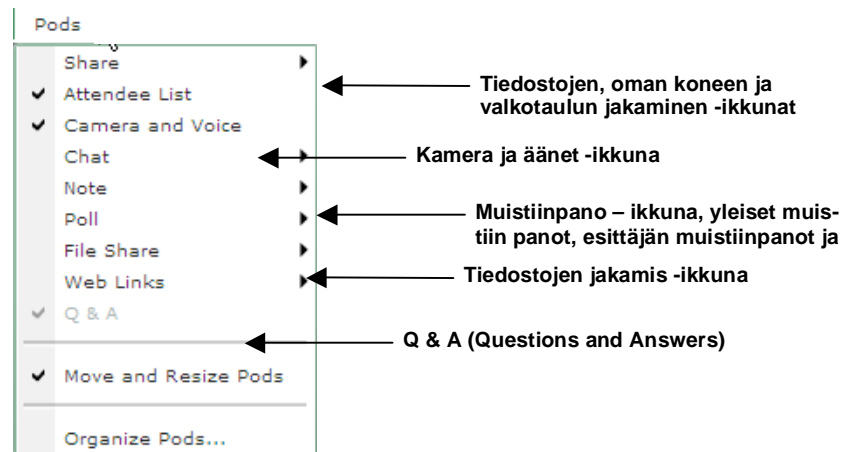 Pods
Share
Attendee List
Camera and Voice
Chat
Note
Poll
File Share
Web Links
Q & A
Move and Resize Pods
Organize Pods...
Tiedostojen, oman koneen ja
valkotaulun jakaminen -ikkunat
Kamera ja äänet -ikkuna
Muistiinpano – ikkuna, yleiset muis-
tiin panot, esittäjän muistiinpanot ja
Tiedostojen jakamis -ikkuna
Q & A (Questions and Answers)